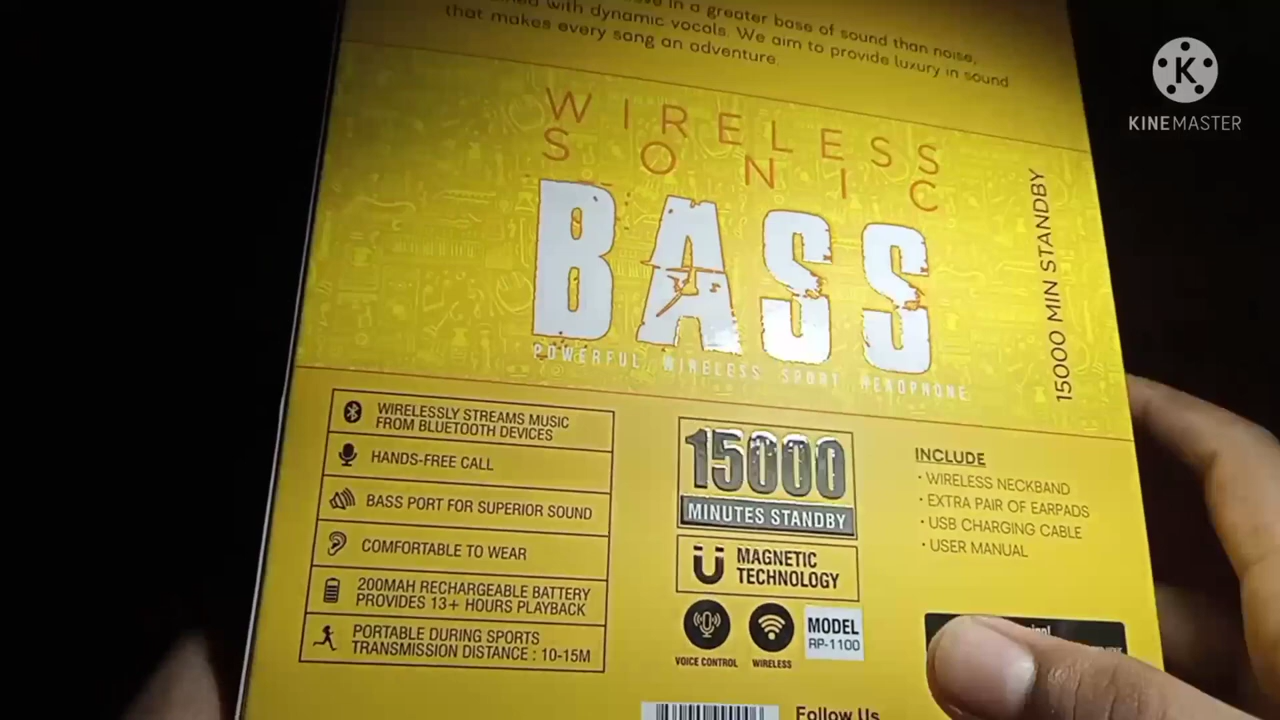 in a greater base of sound than noise,
with dynamic vocals. We aim to provide luxury in sound
that makes every song an adventure.
KINEMASTER
WIRELESS
SONIC
BASS
POWERFUL WIRELESS SPORT HEADPHONE
15000 MIN STANDBY
WIRELESSLY STREAMS MUSIC
FROM BLUETOOTH DEVICES
HANDS-FREE CALL
BASS PORT FOR SUPERIOR SOUND
COMFORTABLE TO WEAR
200MAH RECHARGEABLE BATTERY
PROVIDES 13+ HOURS PLAYBACK
PORTABLE DURING SPORTS
TRANSMISSION DISTANCE : 10-15M
15000
MINUTES STANDBY
MAGNETIC
TECHNOLOGY
VOICE CONTROL
WIRELESS
MODEL
RP-1100
INCLUDE
• WIRELESS NECKBAND
• EXTRA PAIR OF EARPADS
• USB CHARGING CABLE
• USER MANUAL
Follow Us